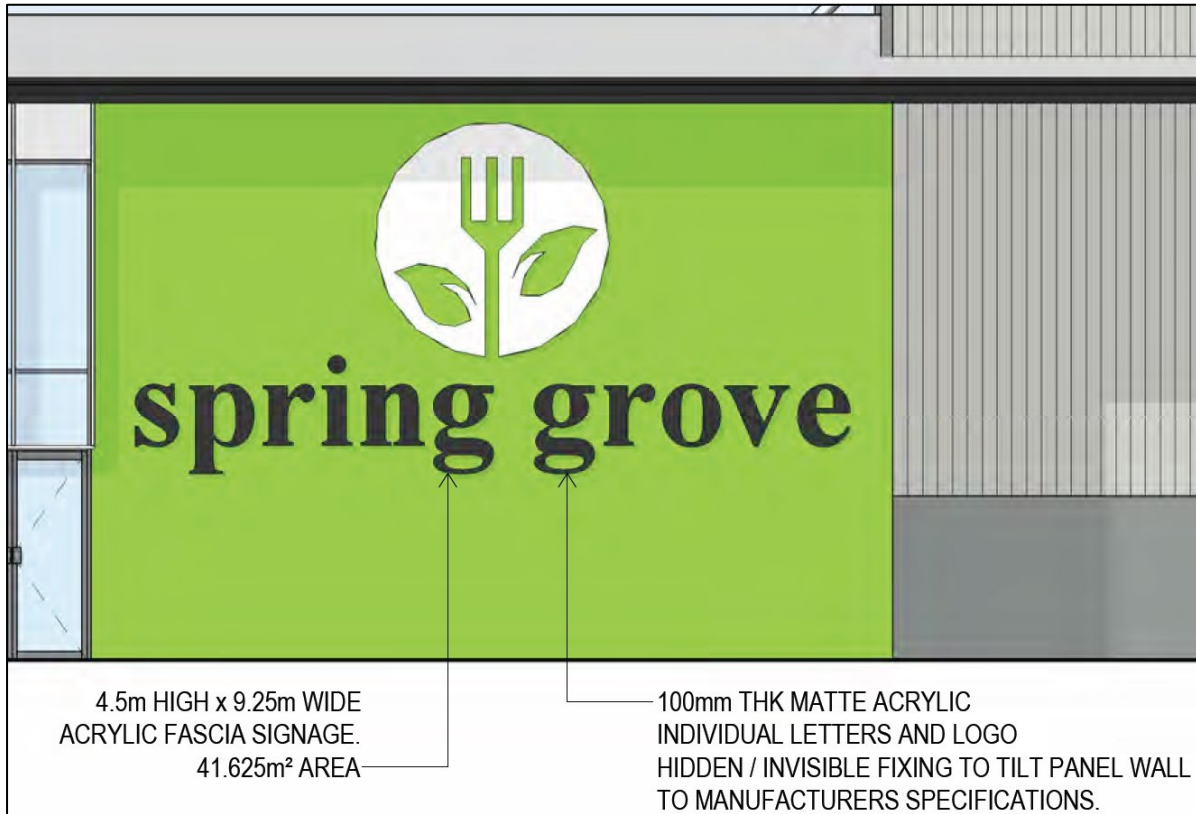 spring grove
4.5m HIGH x 9.25m WIDE
ACRYLIC FASCIA SIGNAGE.
41.625m² AREA
100mm THK MATTE ACRYLIC
INDIVIDUAL LETTERS AND LOGO
HIDDEN / INVISIBLE FIXING TO TILT PANEL WALL
TO MANUFACTURERS SPECIFICATIONS.